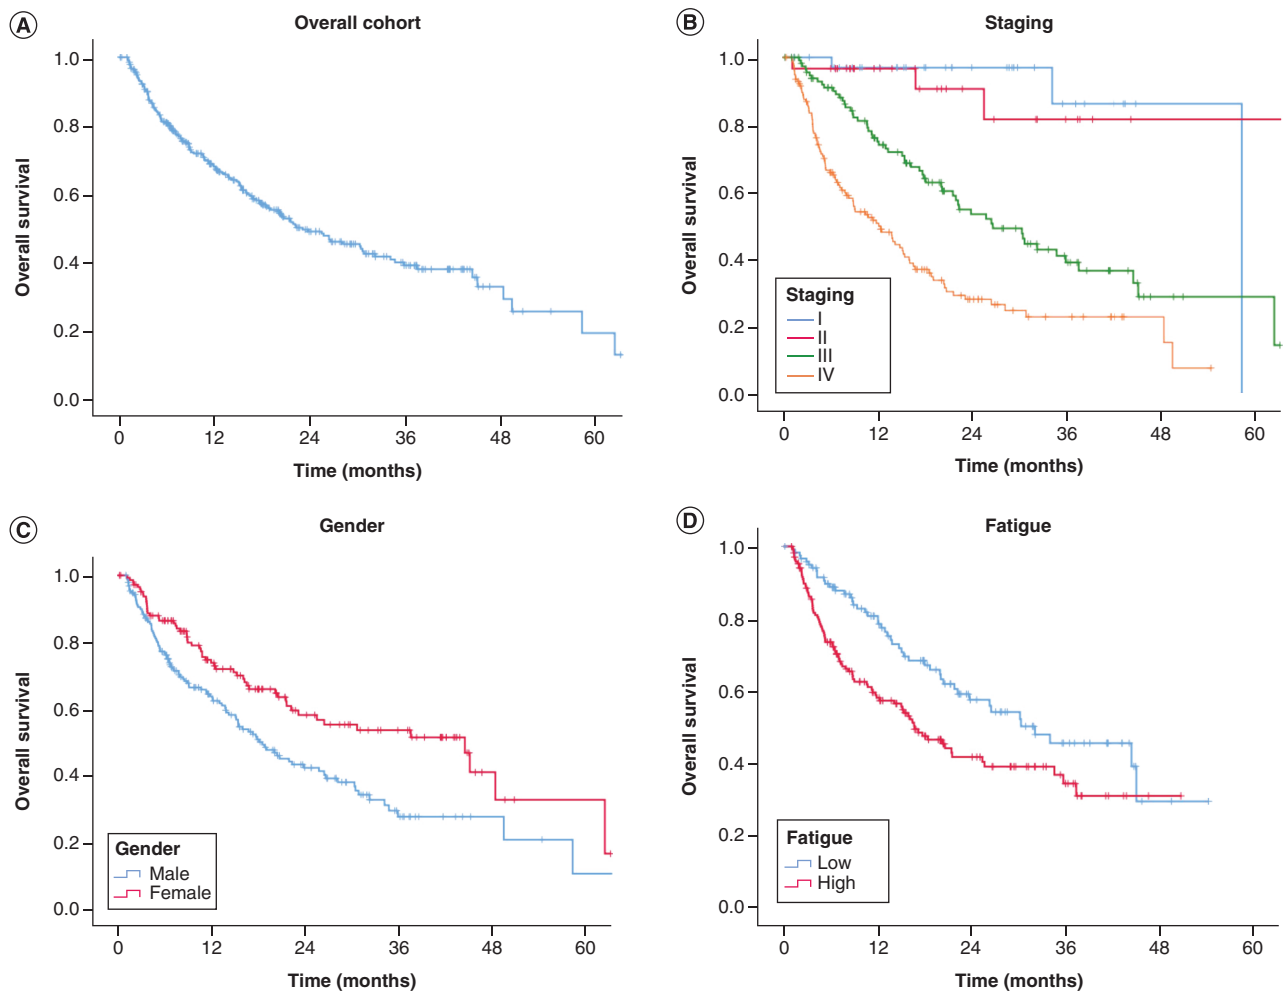 A
Overall cohort
Overall survival
1.0
0.8
0.6
0.4
0.2
0.0
0 12 24 36 48 60
Time (months)
B
Staging
Overall survival
1.0
0.8
0.6
0.4
0.2
0.0
Staging
I
II
III
IV
0 12 24 36 48 60
Time (months)
C
Gender
Overall survival
1.0
0.8
0.6
0.4
0.2
0.0
Gender
Male
Female
0 12 24 36 48 60
Time (months)
D
Fatigue
Overall survival
1.0
0.8
0.6
0.4
0.2
0.0
Fatigue
Low
High
0 12 24 36 48 60
Time (months)